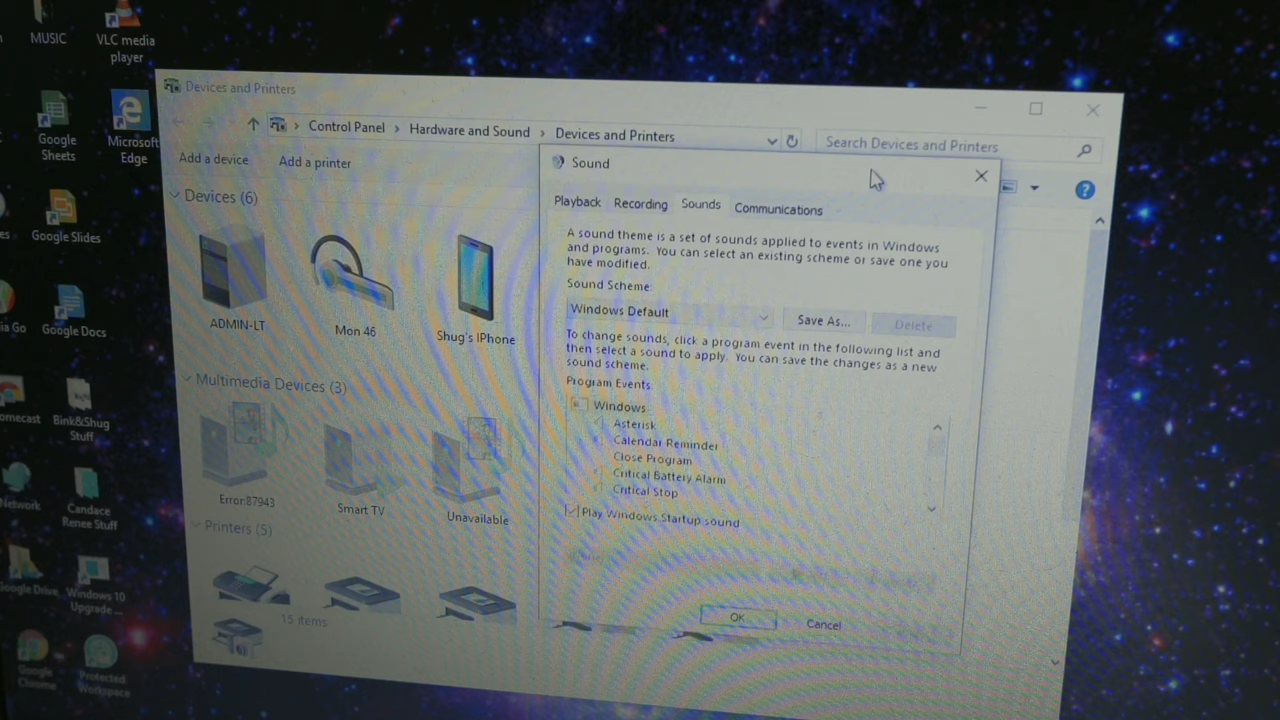 MUSIC
VLC media
player
Google
Sheets
Microsoft
Edge
Google Slides
Google Docs
Bink&Shug
Stuff
Network
Candace
Renee Stuff
Google Drive
Windows 10
Upgrade ...
Google
Chrome
Protected
Workspace
Devices and Printers
Control Panel > Hardware and Sound > Devices and Printers
Search Devices and Printers
Add a device
Add a printer
Devices (6)
ADMIN-LT
Mon 46
Shug's IPhone
Multimedia Devices (3)
Error:87943
Smart TV
Unavailable
Printers (5)
15 items
Sound
Playback
Recording
Sounds
Communications
A sound theme is a set of sounds applied to events in Windows
and programs. You can select an existing scheme or save one you
have modified.
Sound Scheme:
Windows Default
Save As...
Delete
To change sounds, click a program event in the following list and
then select a sound to apply. You can save the changes as a new
sound scheme.
Program Events:
Windows
Asterisk
Calendar Reminder
Close Program
Critical Battery Alarm
Critical Stop
Play Windows Startup sound
OK
Cancel